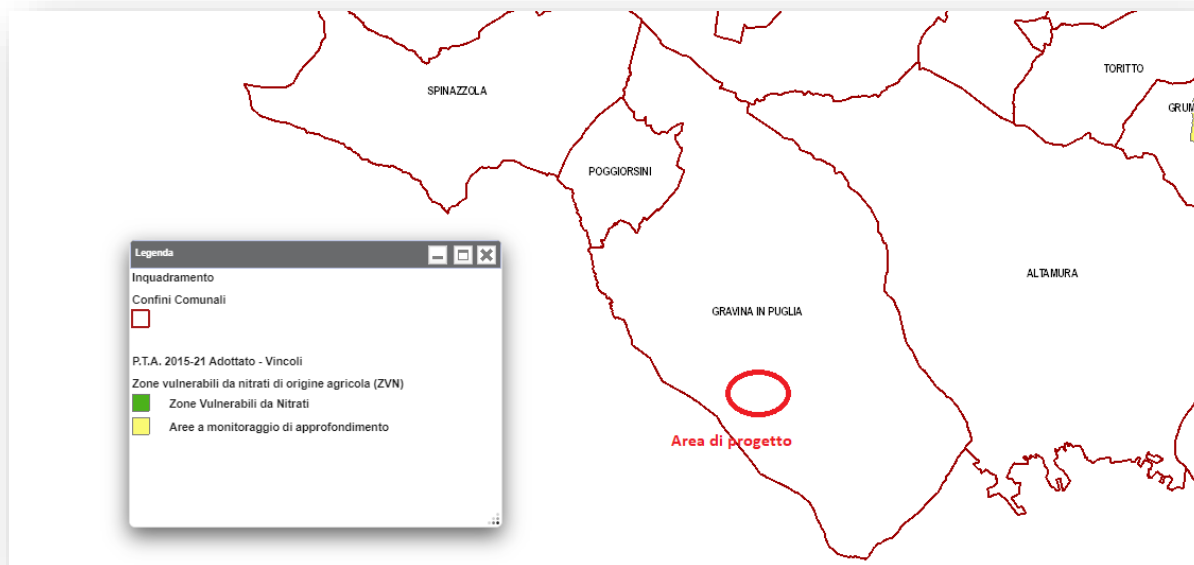 SPINAZZOLA
TORITTO
GRUM
POGGIORSINI
Legenda
Inquadramento
Confini Comunali
P.T.A. 2015-21 Adottato - Vincoli
Zone vulnerabili da nitrati di origine agricola (ZVN)
Zone Vulnerabili da Nitrati
Aree a monitoraggio di approfondimento
ALTAMURA
GRAVINA IN PUGLIA
Area di progetto